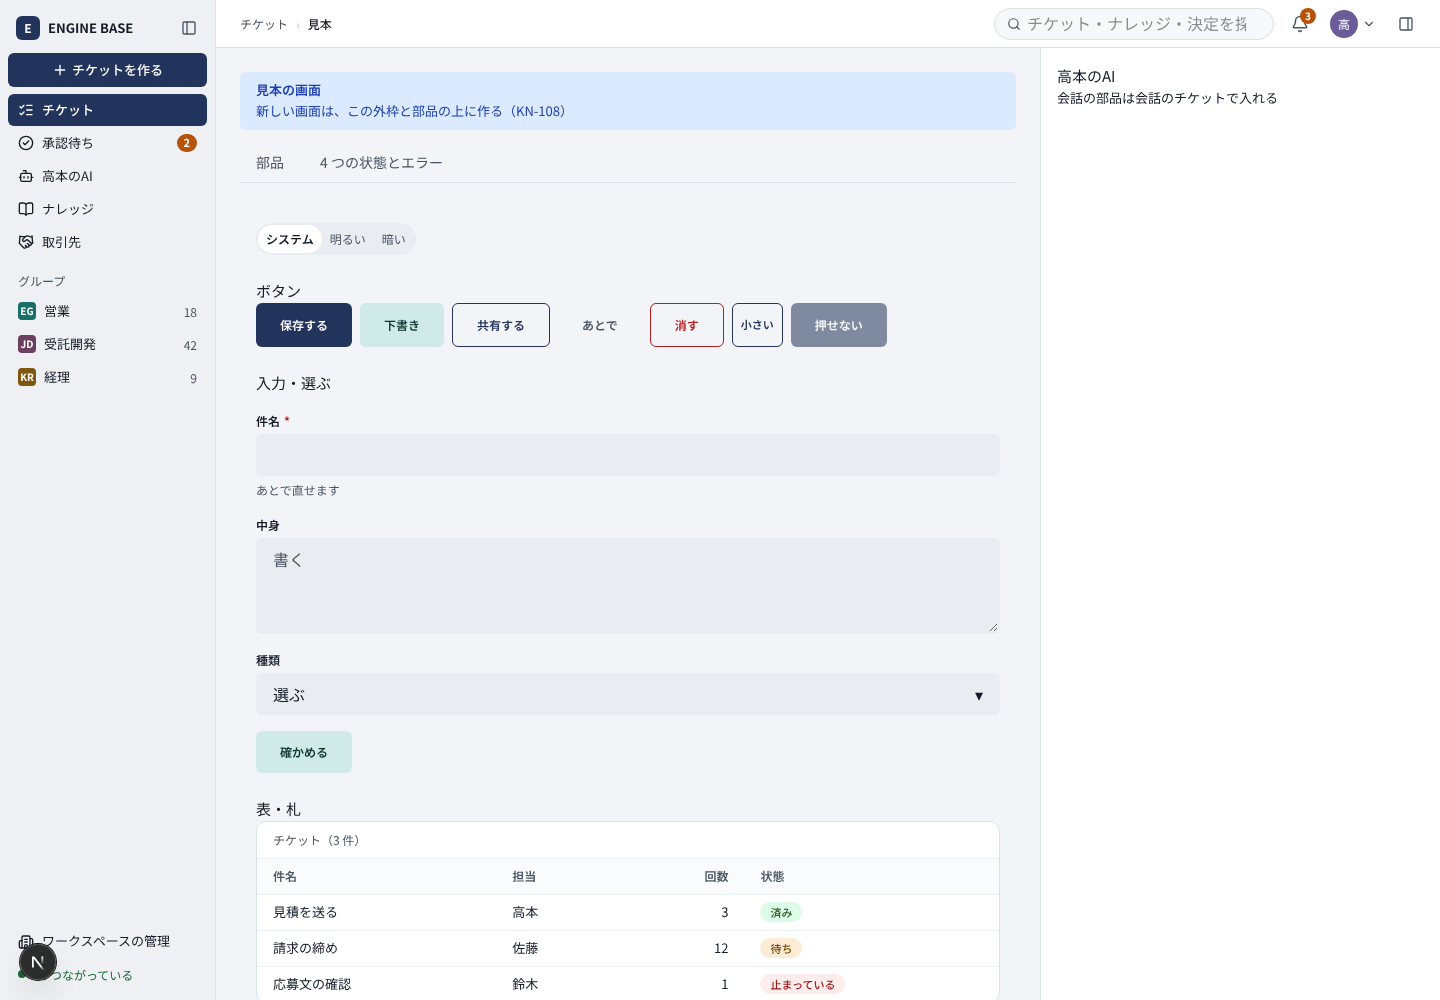 E ENGINE BASE
チケットを作る
チケット
承認待ち 2
高本のAI
ナレッジ
取引先
グループ
EG 営業 18
JD 受託開発 42
KR 経理 9
ワークスペースの管理
つながっている
N
チケット › 見本
チケット・ナレッジ・決定を探
3
高
見本の画面
新しい画面は、この外枠と部品の上に作る（KN-108）
部品 4 つの状態とエラー
システム 明るい 暗い
ボタン
保存する 下書き 共有する あとで 消す 小さい 押せない
入力・選ぶ
件名 *
あとで直せます
中身
書く
種類
選ぶ ▼
確かめる
表・札
チケット（3 件）
件名 担当 回数 状態
見積を送る 高本 3 済み
請求の締め 佐藤 12 待ち
応募文の確認 鈴木 1 止まっている
高本のAI
会話の部品は会話のチケットで入れる